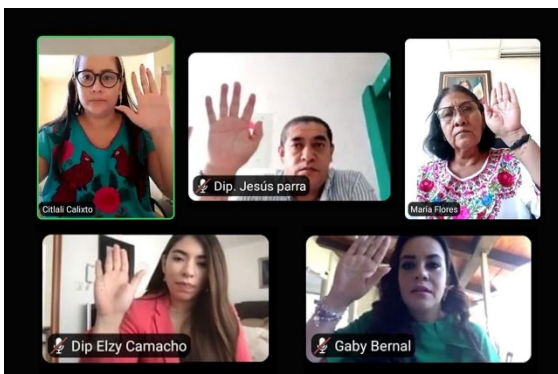 Citlali Calixto
Dip. Jesús parra
María Flores
Dip Elzy Camacho
Gaby Bernal